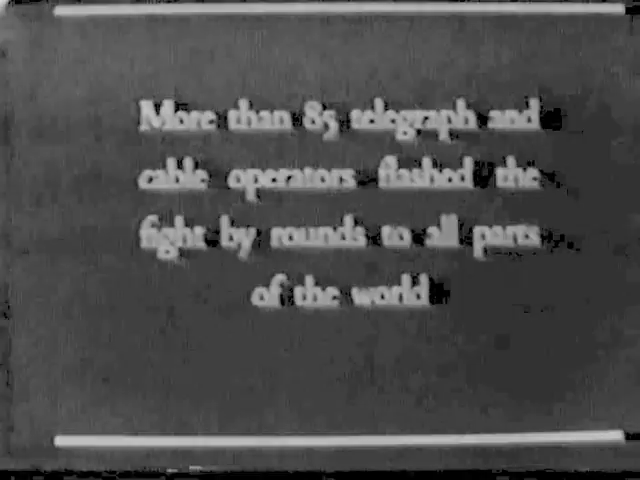 More than 85 telegraph and
cable operators flashed the
fight by rounds to all parts
of the world